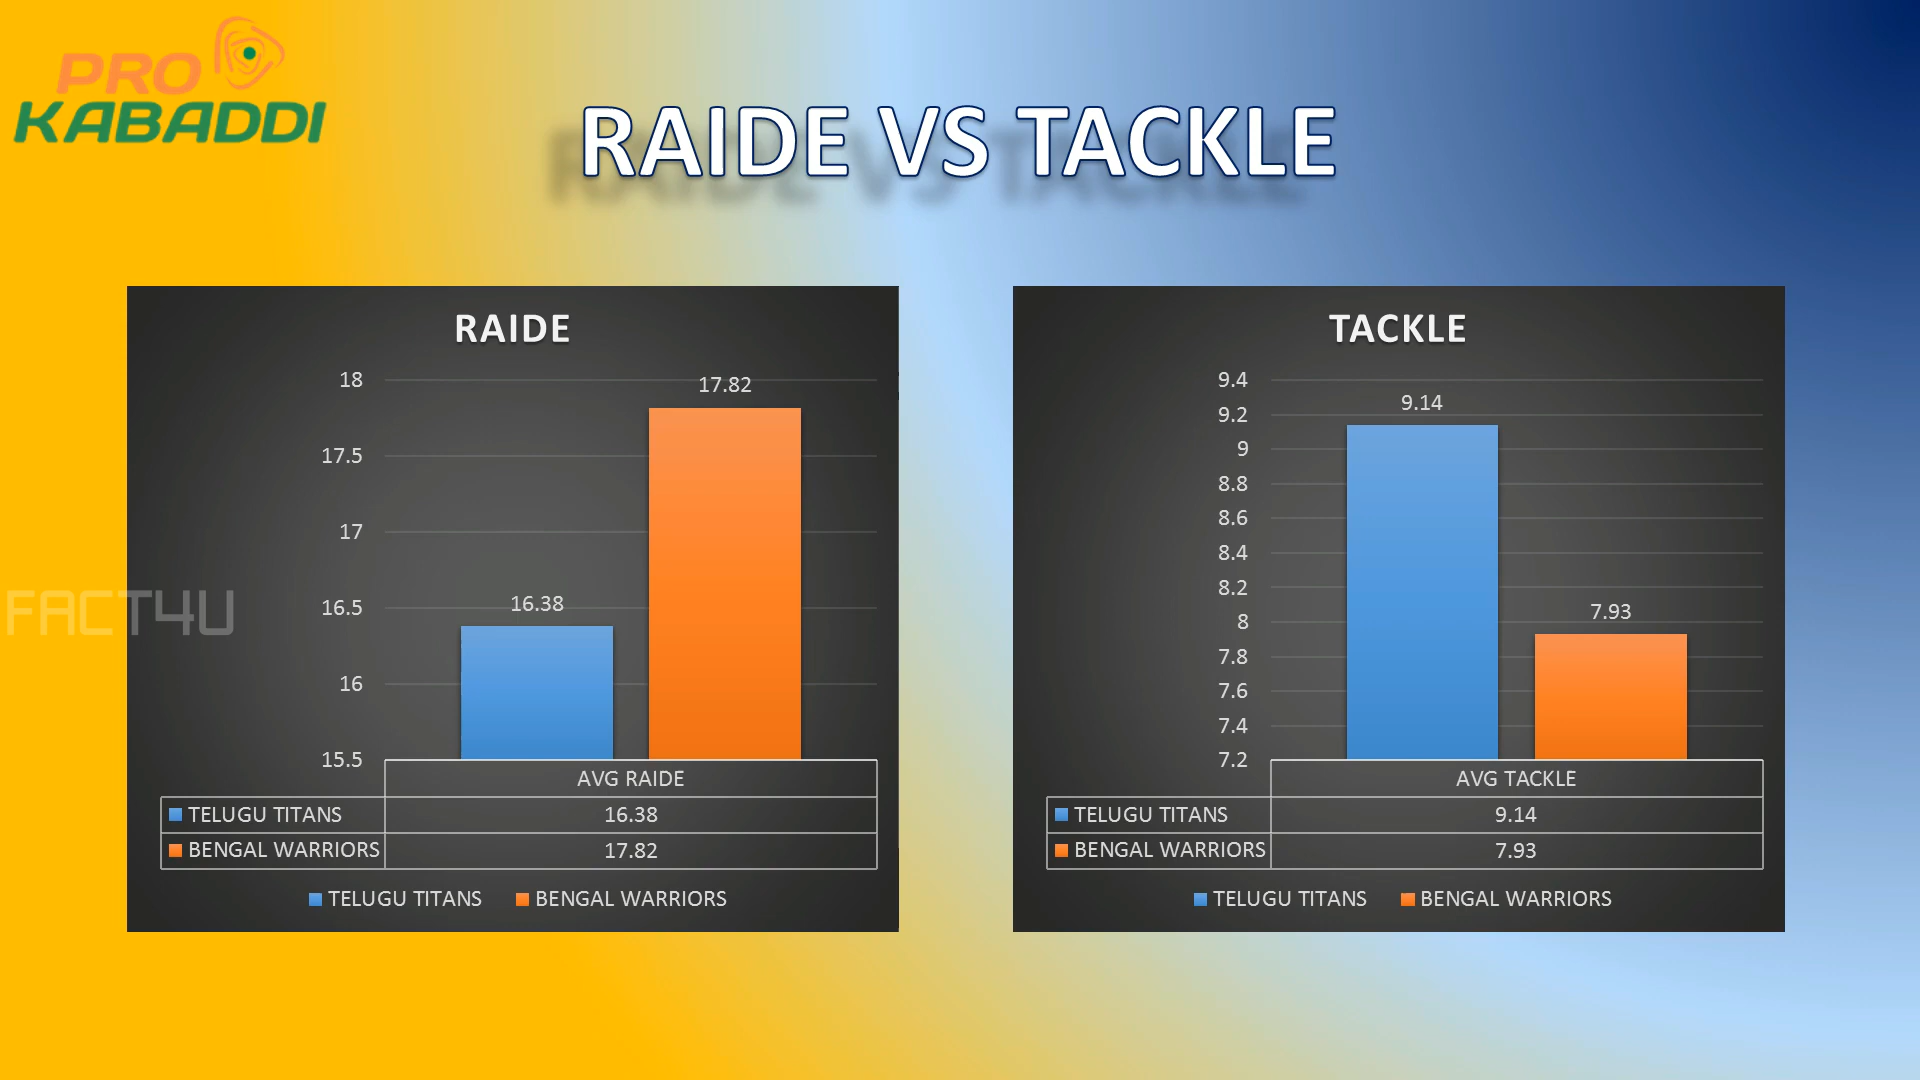 PRO
KABADDI
RAIDE VS TACKLE
FACT4U
RAIDE
18
17.5
17
16.5
16
15.5
17.82
16.38
AVG RAIDE
TELUGU TITANS 16.38
BENGAL WARRIORS 17.82
TELUGU TITANS BENGAL WARRIORS
TACKLE
9.4
9.2
9
8.8
8.6
8.4
8.2
8
7.8
7.6
7.4
7.2
9.14
7.93
AVG TACKLE
TELUGU TITANS 9.14
BENGAL WARRIORS 7.93
TELUGU TITANS BENGAL WARRIORS